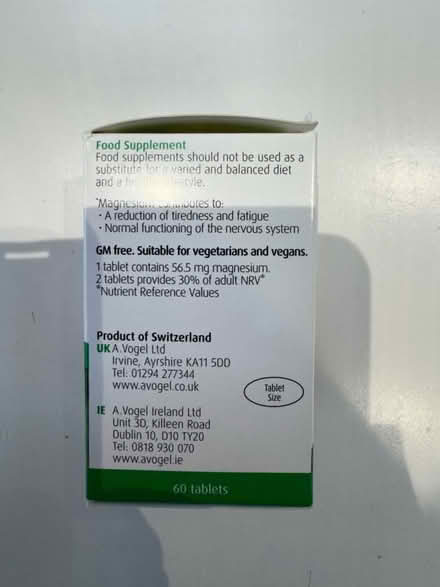 Food Supplement
Food supplements should not be used as a
substitute for a varied and balanced diet
and a
*Magnesium contributes to:
· A reduction of tiredness and fatigue
· Normal functioning of the nervous system
GM free. Suitable for vegetarians and vegans.
1 tablet contains 56.5 mg magnesium.
2 tablets provides 30% of adult NRV*
*Nutrient Reference Values
Product of Switzerland
UK A.Vogel Ltd
Irvine, Ayrshire KA11 5DD
Tel: 01294 277344
www.avogel.co.uk
Tablet
Size
IE A.Vogel Ireland Ltd
Unit 3D, Killeen Road
Dublin 10, D10 TY20
Tel: 0818 930 070
www.avogel.ie
60 tablets